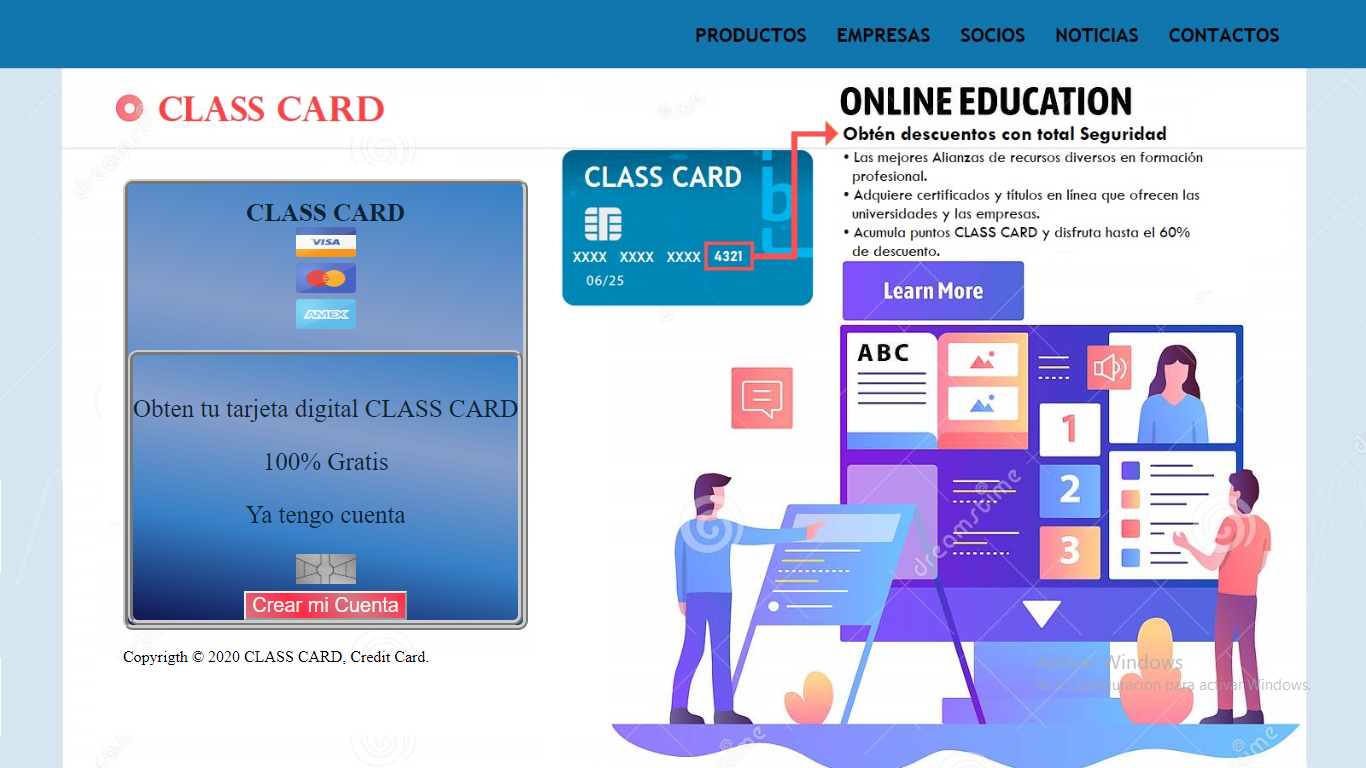 PRODUCTOS EMPRESAS SOCIOS NOTICIAS CONTACTOS
CLASS CARD
ONLINE EDUCATION
Obtén descuentos con total Seguridad
• Las mejores Alianzas de recursos diversos en formación
profesional.
• Adquiere certificados y títulos en línea que ofrecen las
universidades y las empresas.
• Acumula puntos CLASS CARD y disfruta hasta el 60%
de descuento.
Learn More
CLASS CARD
b
XXXX XXXX XXXX 4321
06/25
CLASS CARD
VISA
AMEX
Obten tu tarjeta digital CLASS CARD
100% Gratis
Ya tengo cuenta
Crear mi Cuenta
Copyrigth © 2020 CLASS CARD, Credit Card.
ABC
1
2
3
dreamstime
Activar Windows
Ve a Configuración para activar Windows.